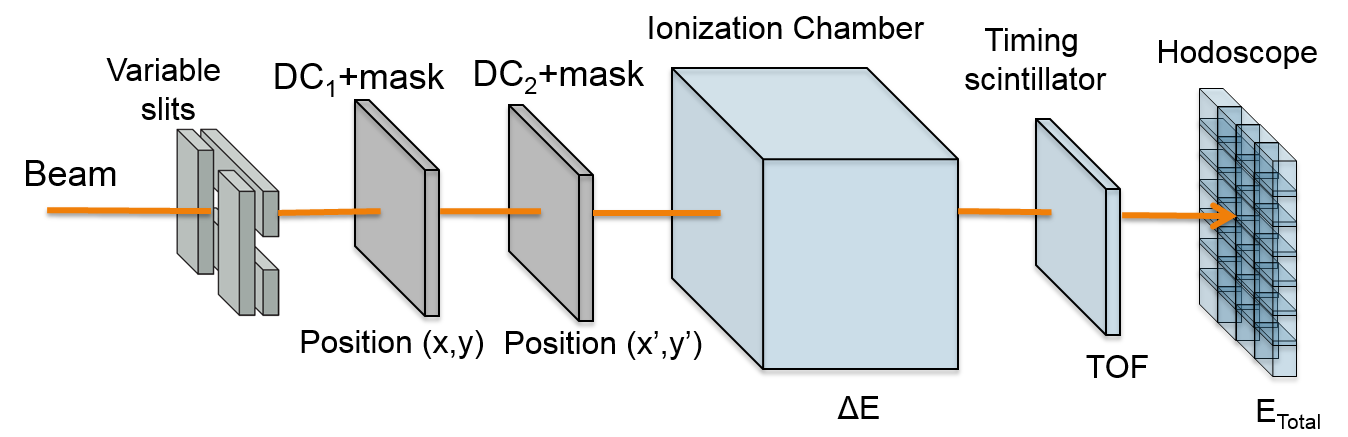 Beam
Variable
slits
DC₁+mask
Position (x,y)
DC₂+mask
Position (x’,y’)
Ionization Chamber
ΔE
Timing
scintillator
TOF
Hodoscope
E_Total